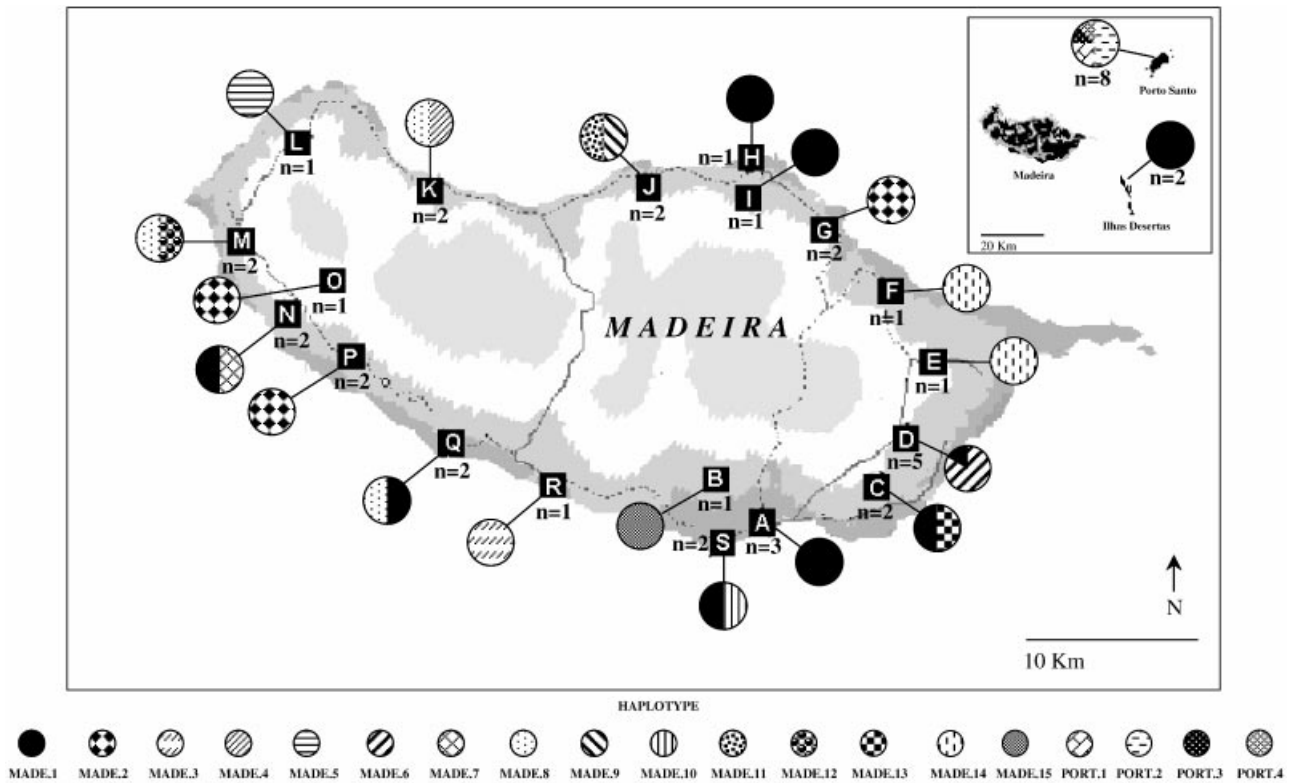 n=8
Porto Santo
Madeira
n=2
Ilhas Desertas
20 Km
L
n=1
K
n=2
J
n=2
n=1 H
I
n=1
G
n=2
M
n=2
O
n=1
N
n=2
P
n=2
F
n=1
MADEIRA
E
n=1
D
n=5
Q
n=2
R
n=1
B
n=1
C
n=2
n=2 S
A
n=3
N
10 Km
HAPLOTYPE
MADE.1 MADE.2 MADE.3 MADE.4 MADE.5 MADE.6 MADE.7 MADE.8 MADE.9 MADE.10 MADE.11 MADE.12 MADE.13 MADE.14 MADE.15 PORT.1 PORT.2 PORT.3 PORT.4